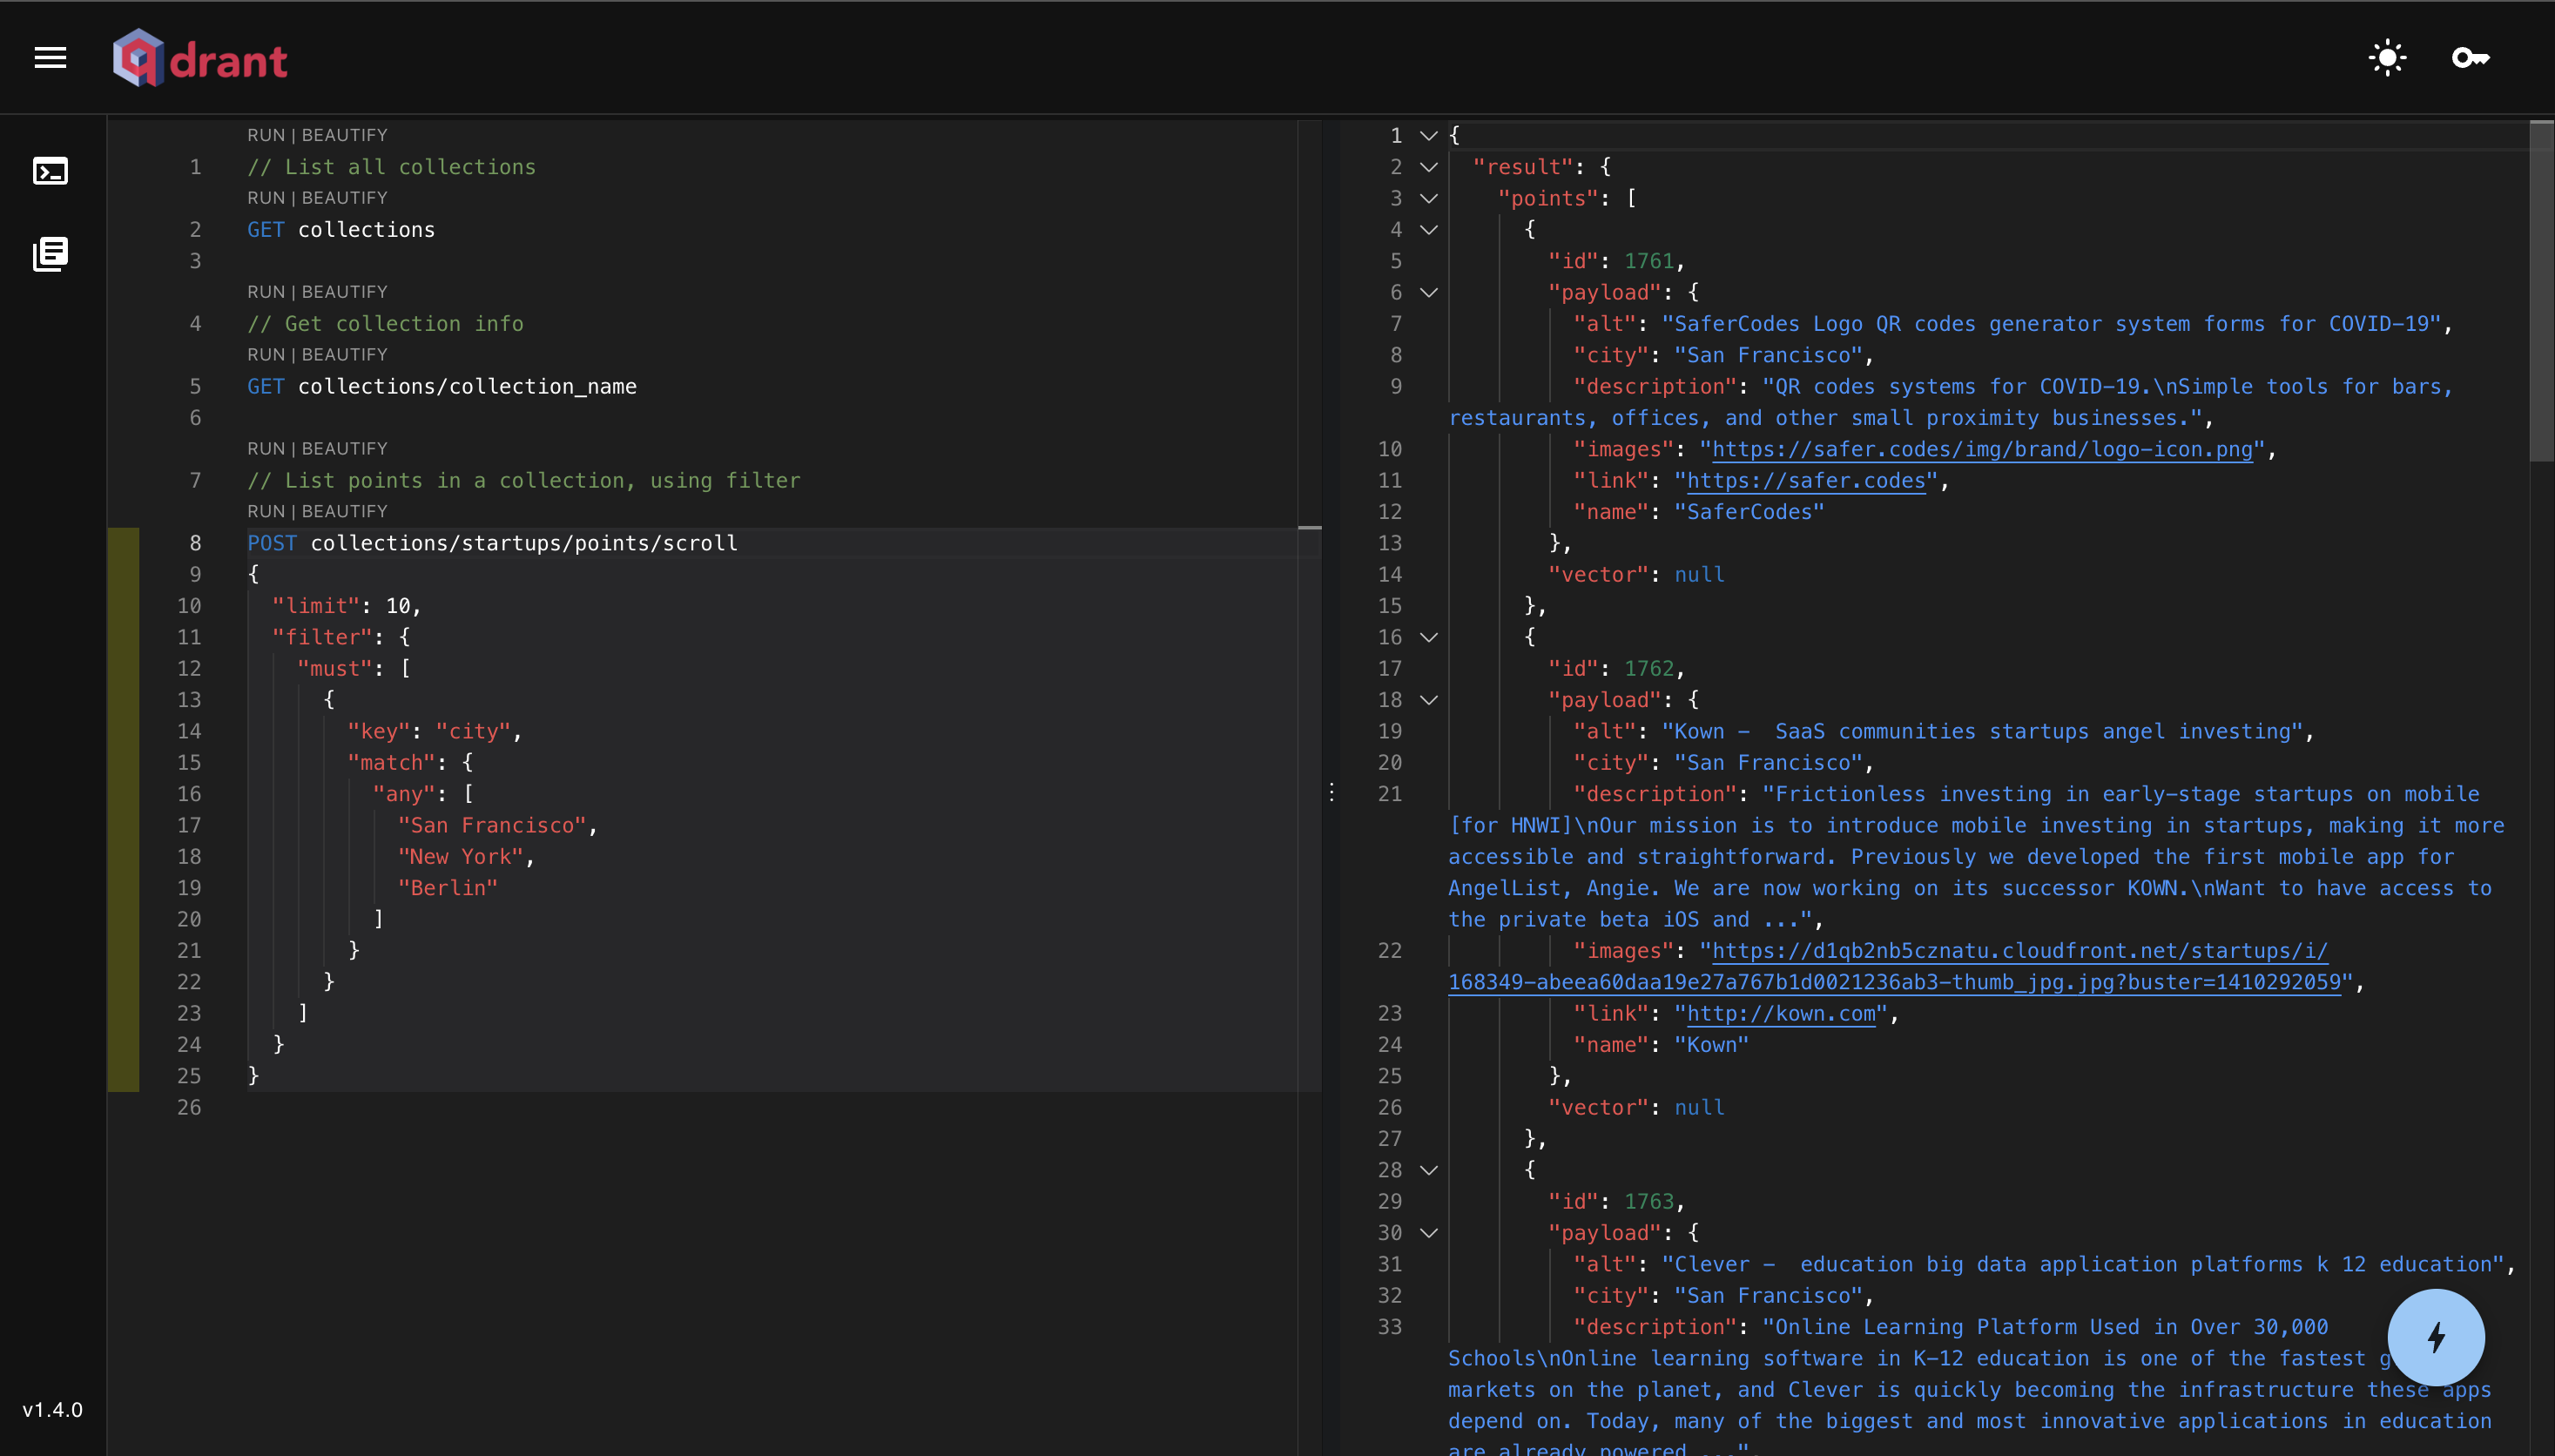 qdrant
RUN | BEAUTIFY
1 // List all collections
RUN | BEAUTIFY
2 GET collections
3
RUN | BEAUTIFY
4 // Get collection info
RUN | BEAUTIFY
5 GET collections/collection_name
6
RUN | BEAUTIFY
7 // List points in a collection, using filter
RUN | BEAUTIFY
8 POST collections/startups/points/scroll
9 {
10 "limit": 10,
11 "filter": {
12 "must": [
13 {
14 "key": "city",
15 "match": {
16 "any": [
17 "San Francisco",
18 "New York",
19 "Berlin"
20 ]
21 }
22 }
23 ]
24 }
25 }
26
v1.4.0
1 {
2 "result": {
3 "points": [
4 {
5 "id": 1761,
6 "payload": {
7 "alt": "SaferCodes Logo QR codes generator system forms for COVID-19",
8 "city": "San Francisco",
9 "description": "QR codes systems for COVID-19.\nSimple tools for bars,
restaurants, offices, and other small proximity businesses.",
10 "images": "https://safer.codes/img/brand/logo-icon.png",
11 "link": "https://safer.codes",
12 "name": "SaferCodes"
13 },
14 "vector": null
15 },
16 {
17 "id": 1762,
18 "payload": {
19 "alt": "Kown -  SaaS communities startups angel investing",
20 "city": "San Francisco",
21 "description": "Frictionless investing in early-stage startups on mobile
[for HNWI]\nOur mission is to introduce mobile investing in startups, making it more
accessible and straightforward. Previously we developed the first mobile app for
AngelList, Angie. We are now working on its successor KOWN.\nWant to have access to
the private beta iOS and ...",
22 "images": "https://d1qb2nb5cznatu.cloudfront.net/startups/i/
168349-abeea60daa19e27a767b1d0021236ab3-thumb_jpg.jpg?buster=1410292059",
23 "link": "http://kown.com",
24 "name": "Kown"
25 },
26 "vector": null
27 },
28 {
29 "id": 1763,
30 "payload": {
31 "alt": "Clever -  education big data application platforms k 12 education",
32 "city": "San Francisco",
33 "description": "Online Learning Platform Used in Over 30,000
Schools\nOnline learning software in K-12 education is one of the fastest
markets on the planet, and Clever is quickly becoming the infrastructure these apps
depend on. Today, many of the biggest and most innovative applications in education
are already powered ...",